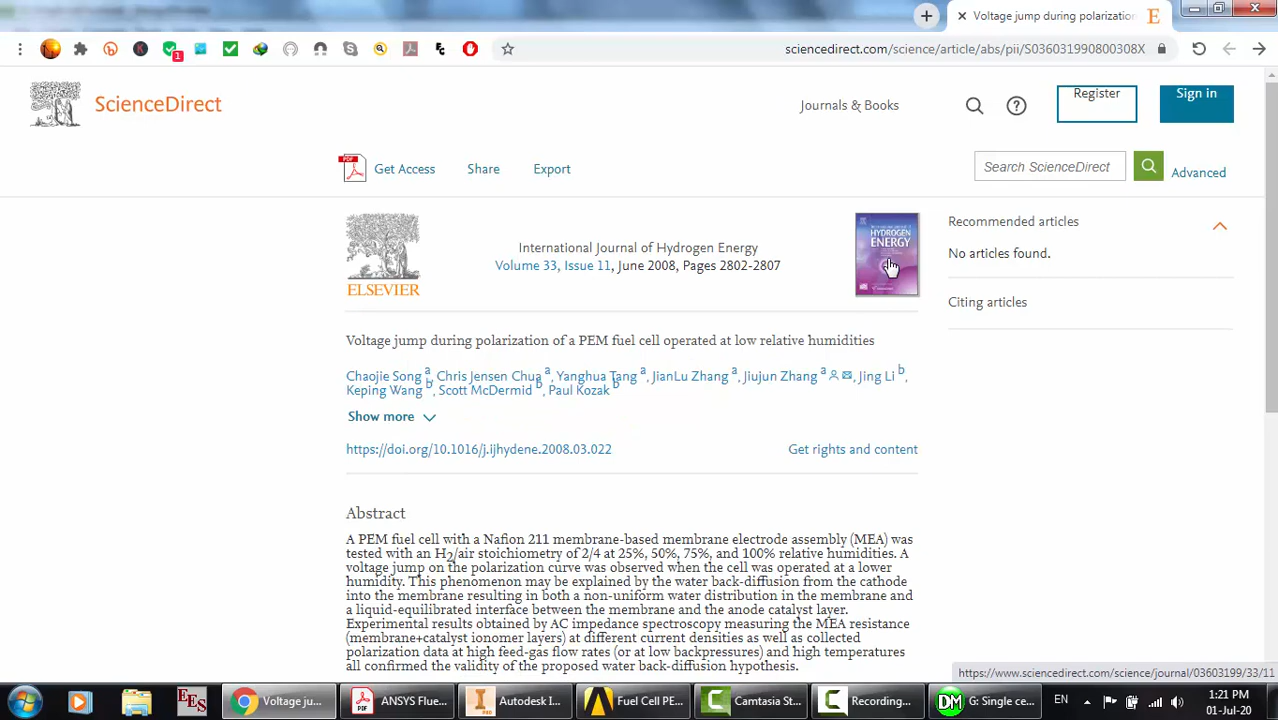 Voltage jump during polarization
sciencedirect.com/science/article/abs/pii/S036031990800308X
1
ScienceDirect
Journals & Books
?
Register
Sign in
PDF
Get Access
Share
Export
Search ScienceDirect
Advanced
ELSEVIER
International Journal of Hydrogen Energy
Volume 33, Issue 11, June 2008, Pages 2802-2807
HYDROGEN
ENERGY
Recommended articles
No articles found.
Citing articles
Voltage jump during polarization of a PEM fuel cell operated at low relative humidities
Chaojie Song a, Chris Jensen Chua a, Yanghua Tang a, JianLu Zhang a, Jiujun Zhang a, Jing Li b,
Keping Wang b, Scott McDermid b, Paul Kozak b
Show more
https://doi.org/10.1016/j.ijhydene.2008.03.022
Get rights and content
Abstract
A PEM fuel cell with a Nafion 211 membrane-based membrane electrode assembly (MEA) was
tested with an H2/air stoichiometry of 2/4 at 25%, 50%, 75%, and 100% relative humidities. A
voltage jump on the polarization curve was observed when the cell was operated at a lower
humidity. This phenomenon may be explained by the water back-diffusion from the cathode
into the membrane resulting in both a non-uniform water distribution in the membrane and
a liquid-equilibrated interface between the membrane and the anode catalyst layer.
Experimental results obtained by AC impedance spectroscopy measuring the MEA resistance
(membrane+catalyst ionomer layers) at different current densities as well as collected
polarization data at high feed-gas flow rates (or at low backpressures) and high temperatures
all confirmed the validity of the proposed water back-diffusion hypothesis.
https://www.sciencedirect.com/science/journal/03603199/33/11
EES
Voltage ju...
ANSYS Flue...
Autodesk I...
Fuel Cell PE...
Camtasia St...
Recording...
DM
G: Single ce...
EN
1:21 PM
01-Jul-20